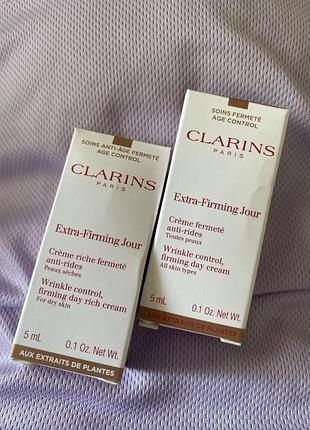 SOINS ANTI-ÂGE FERMETÉ
AGE CONTROL
CLARINS
PARIS
Extra-Firming Jour
Crème riche fermeté
anti-rides
Peaux sèches
Wrinkle control,
firming day rich cream
For dry skin
5 mL 0.1 Oz. Net Wt.
AUX EXTRAITS DE PLANTES
SOINS FERMETÉ
AGE CONTROL
CLARINS
PARIS
Extra-Firming Jour
Crème fermeté
anti-rides
Toutes peaux
Wrinkle control,
firming day cream
All skin types
5 mL 0.1 Oz. Net Wt.
AUX EXTRAITS DE PLANTES